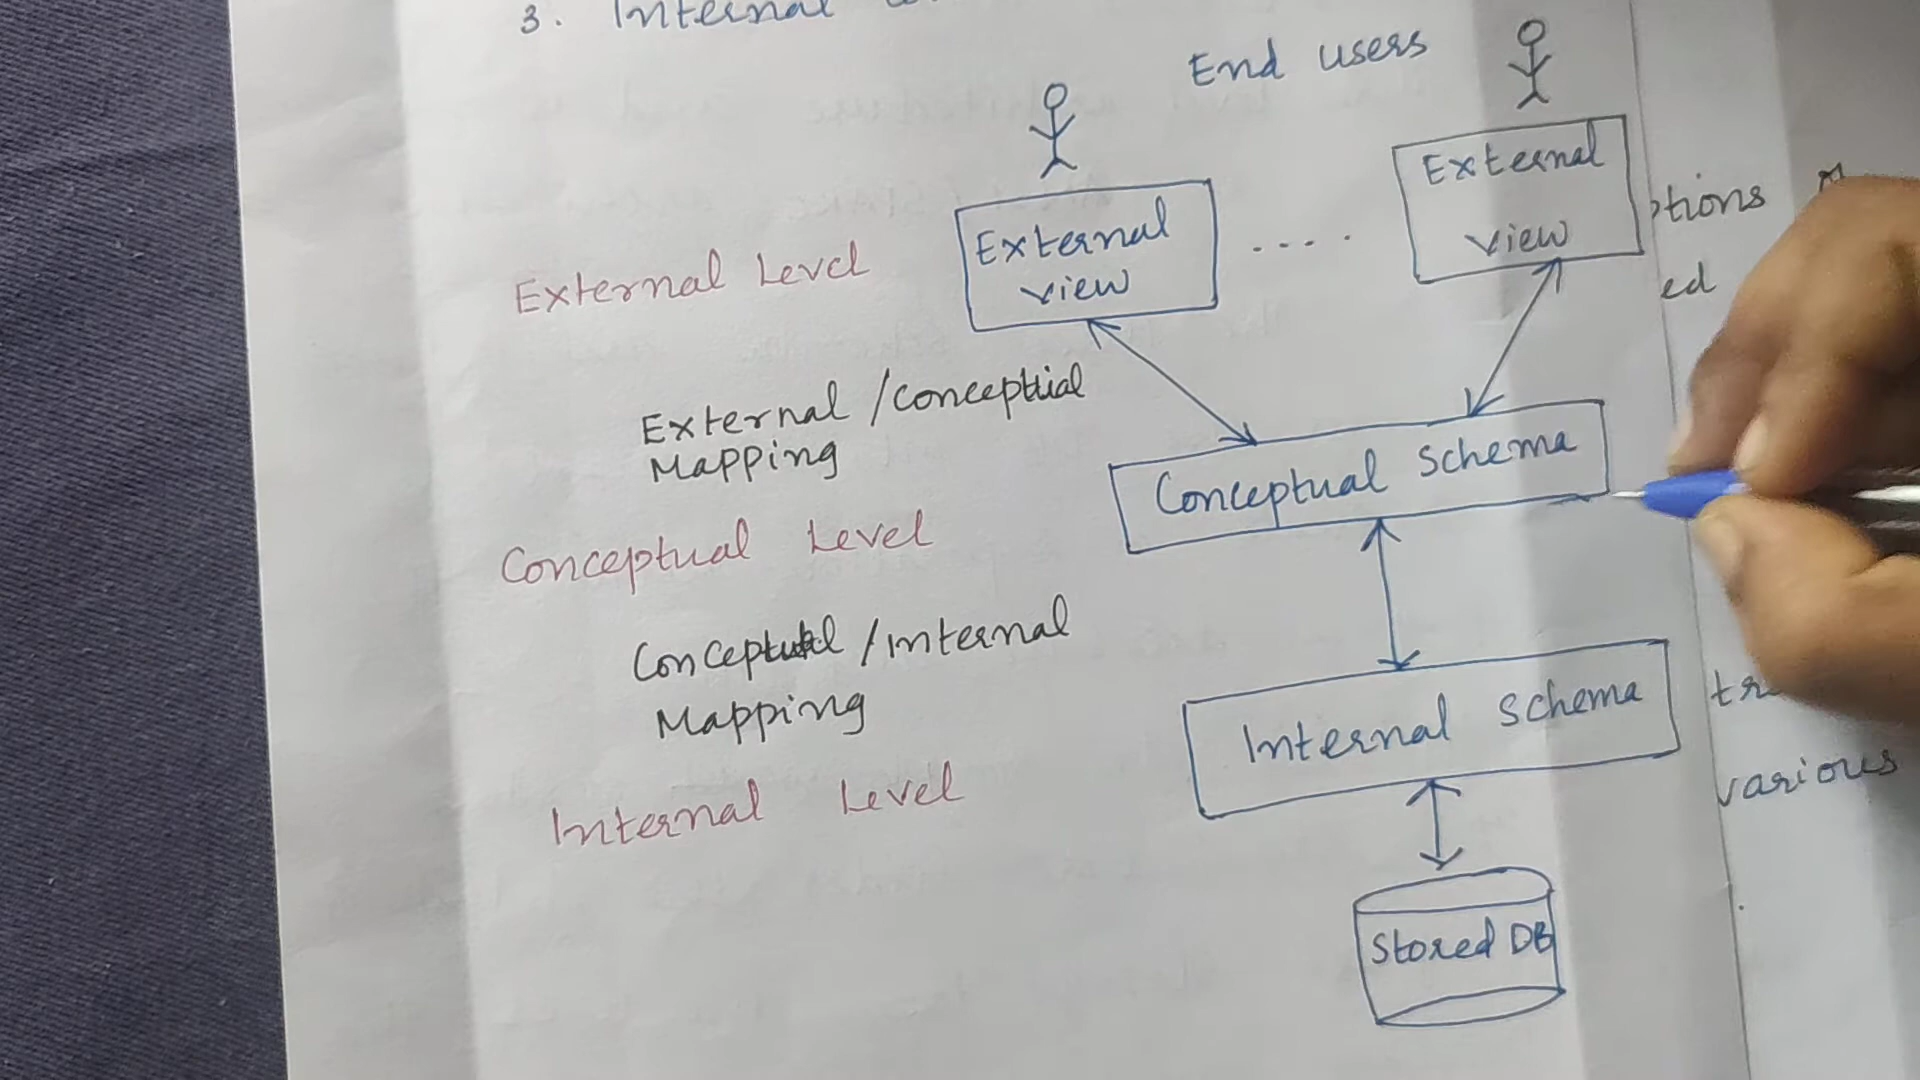 3. Internal
End users
External
view
....
External
view
External Level
External / Conceptual
Mapping
Conceptual Schema
Conceptual Level
Conceptual / internal
Mapping
Internal Schema
Internal Level
Stored DB
ed
various